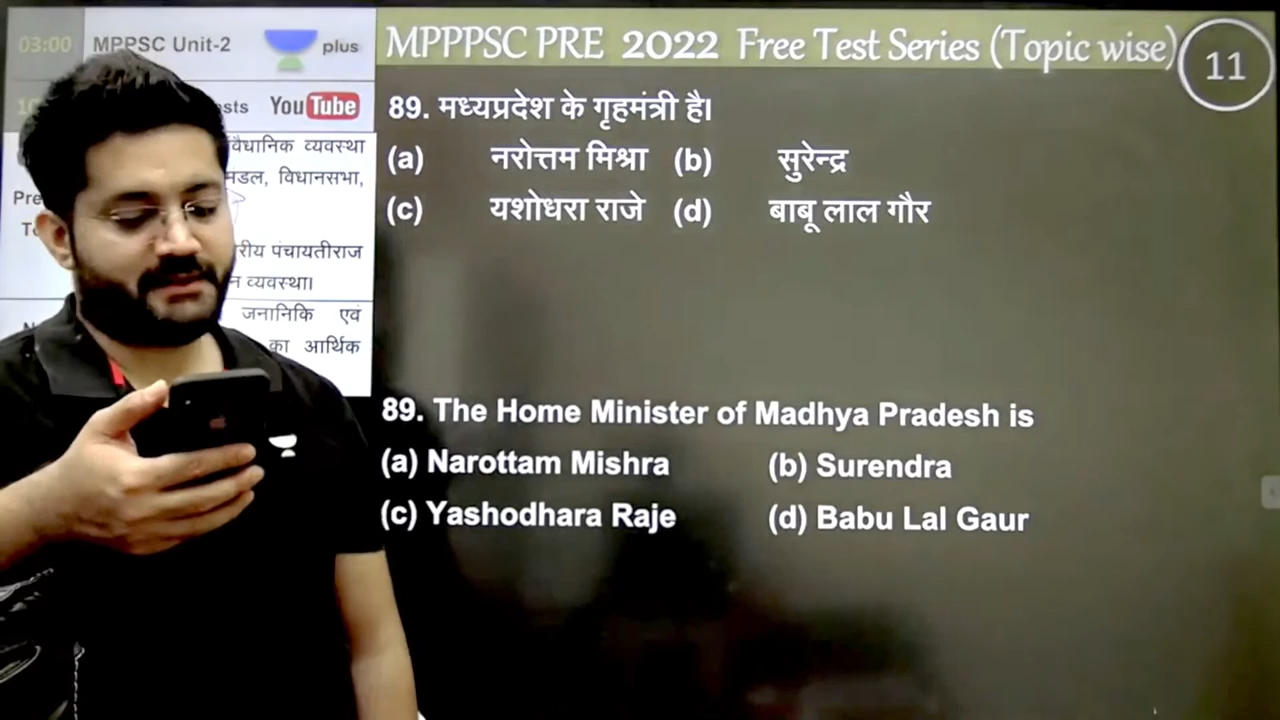 03:00 MPPSC Unit-2 plus
MPPPSC PRE 2022 Free Test Series (Topic wise)
11
YouTube
वैधानिक व्यवस्था
विधानसभा,
पंचायतीराज
व्यवस्था।
जनानिकि एवं
का आर्थिक
89. मध्यप्रदेश के गृहमंत्री है।
(a) नरोत्तम मिश्रा (b) सुरेन्द्र
(c) यशोधरा राजे (d) बाबू लाल गौर
89. The Home Minister of Madhya Pradesh is
(a) Narottam Mishra (b) Surendra
(c) Yashodhara Raje (d) Babu Lal Gaur